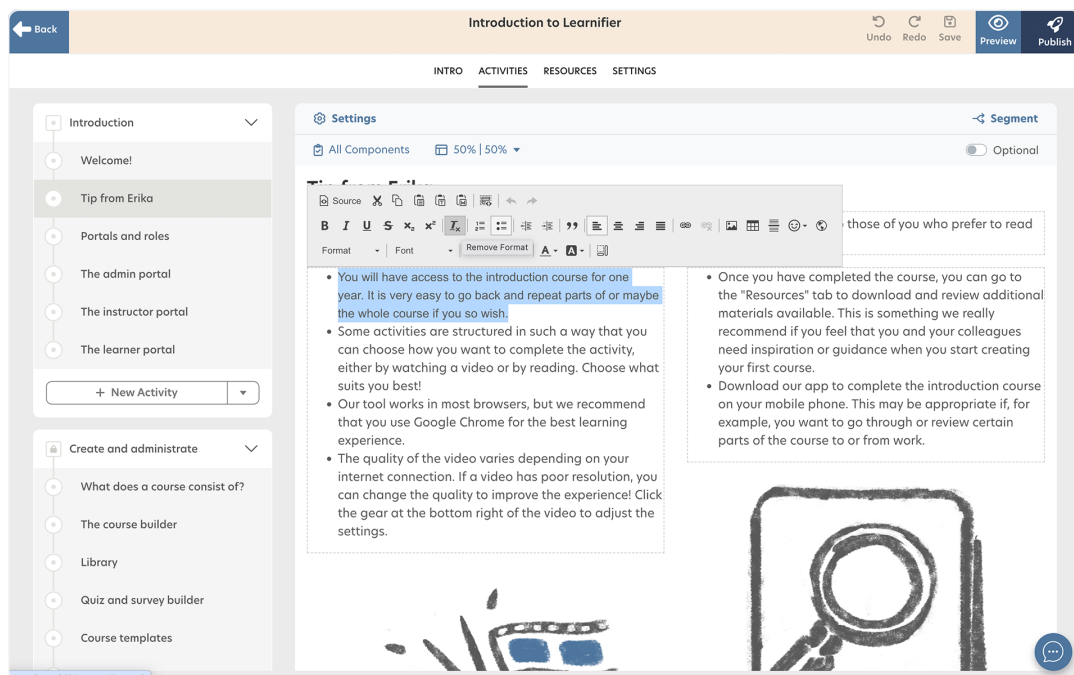 Back
Introduction to Learnifier
Undo
Redo
Save
Preview
Publish
INTRO
ACTIVITIES
RESOURCES
SETTINGS
Introduction
Welcome!
Tip from Erika
Portals and roles
The admin portal
The instructor portal
The learner portal
+ New Activity
Create and administrate
What does a course consist of?
The course builder
Library
Quiz and survey builder
Course templates
Settings
Segment
All Components
50% | 50%
Optional
Tip from Erika
Source
Format
Font
Remove Format
those of you who prefer to read
You will have access to the introduction course for one
year. It is very easy to go back and repeat parts of or maybe
the whole course if you so wish.
Some activities are structured in such a way that you
can choose how you want to complete the activity,
either by watching a video or by reading. Choose what
suits you best!
Our tool works in most browsers, but we recommend
that you use Google Chrome for the best learning
experience.
The quality of the video varies depending on your
internet connection. If a video has poor resolution, you
can change the quality to improve the experience! Click
the gear at the bottom right of the video to adjust the
settings.
Once you have completed the course, you can go to
the "Resources" tab to download and review additional
materials available. This is something we really
recommend if you feel that you and your colleagues
need inspiration or guidance when you start creating
your first course.
Download our app to complete the introduction course
on your mobile phone. This may be appropriate if, for
example, you want to go through or review certain
parts of the course to or from work.